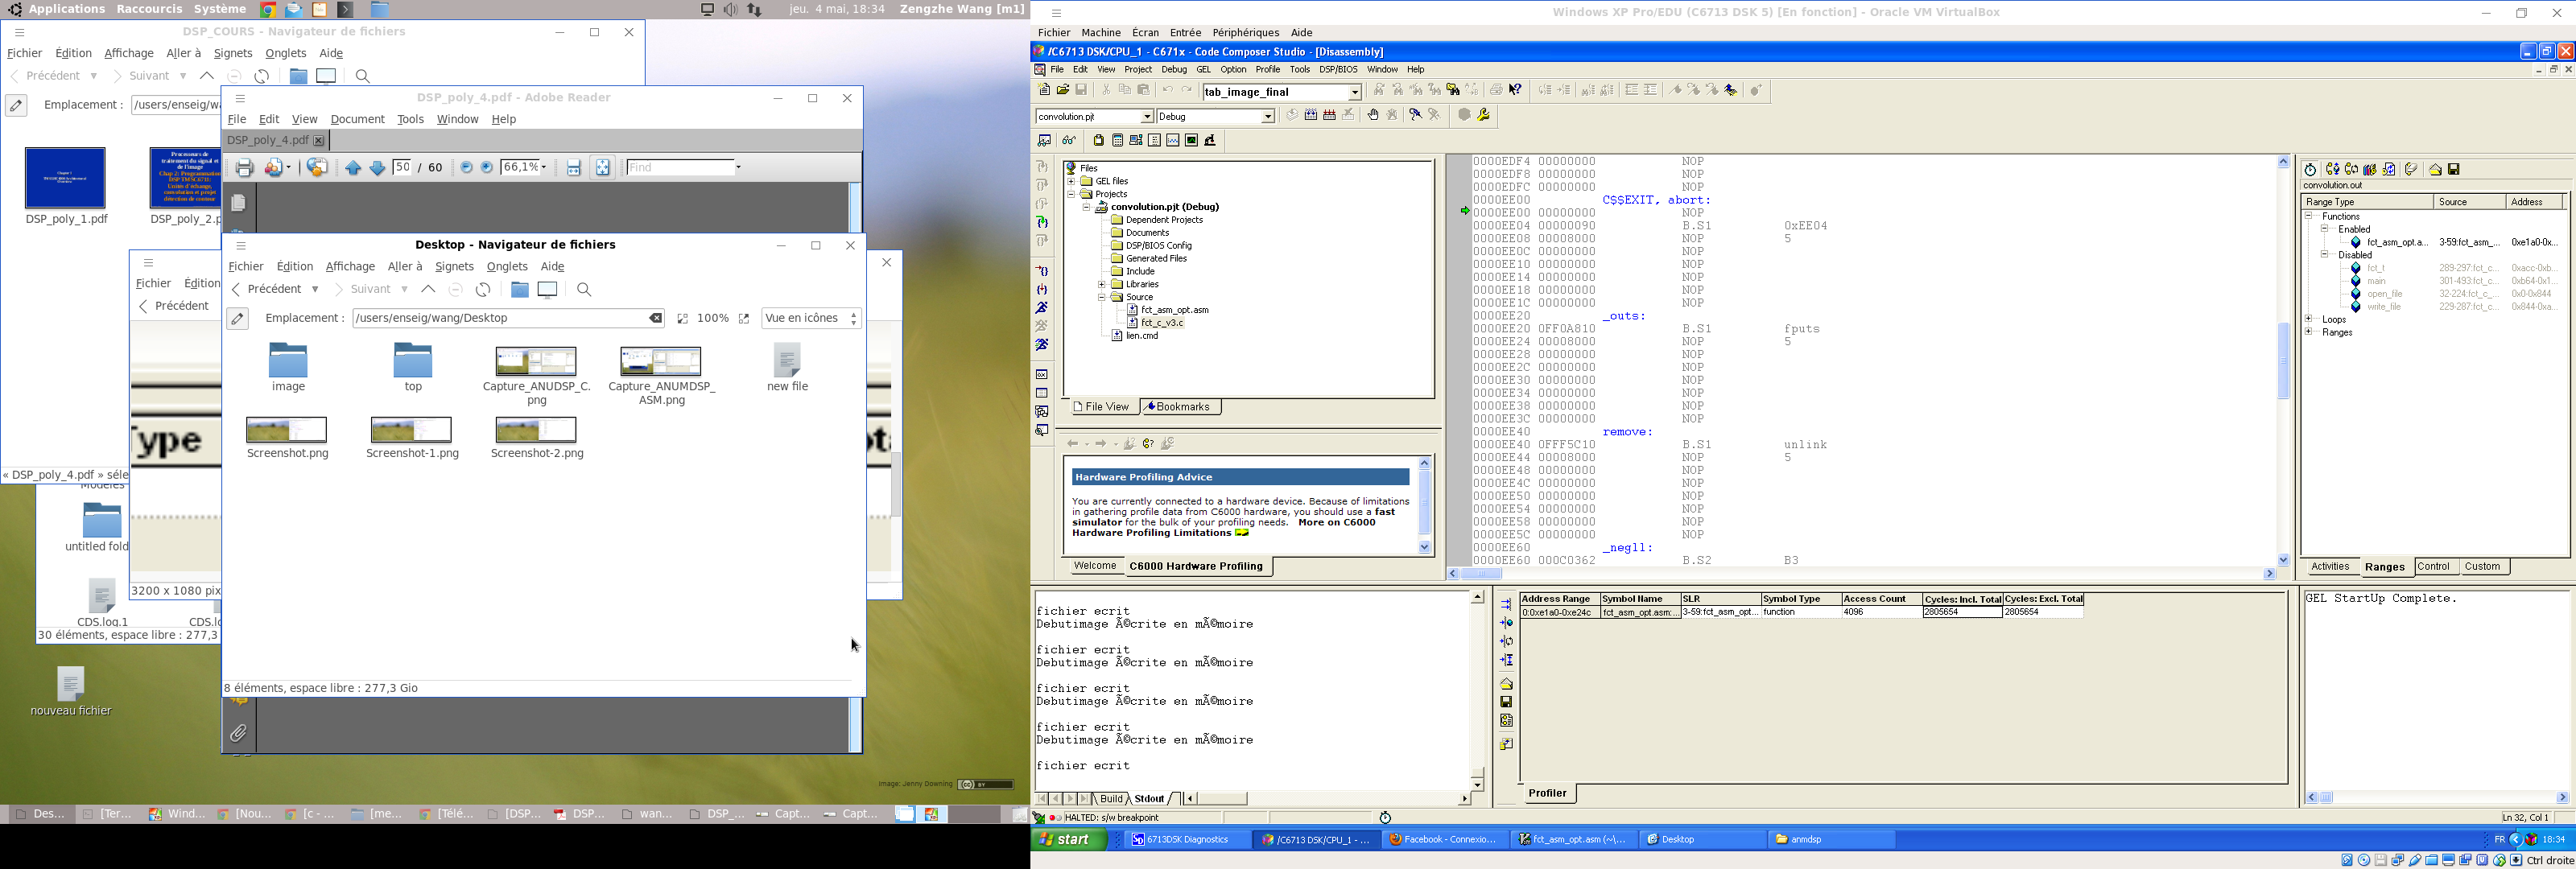 Applications Raccourcis Système
jeu. 4 mai, 18:34 Zengzhe Wang [m1]
DSP_COURS - Navigateur de fichiers
Fichier Édition Affichage Aller à Signets Onglets Aide
Précédent Suivant
Emplacement : /users/enseig/wa
DSP_poly_1.pdf
DSP_poly_2.p
« DSP_poly_4.pdf » séle
DSP_poly_4.pdf - Adobe Reader
File Edit View Document Tools Window Help
DSP_poly_4.pdf
50 / 60 66,1% Find
Fichier Édition
Précédent
Type
3200 x 1080 pix
Modèles
untitled fold
CDS.log.1
30 éléments, espace libre : 277,3
nouveau fichier
Desktop - Navigateur de fichiers
Fichier Édition Affichage Aller à Signets Onglets Aide
Précédent Suivant
Emplacement : /users/enseig/wang/Desktop 100% Vue en icônes
image
top
Capture_ANUDSP_C.
png
Capture_ANUMDSP_
ASM.png
new file
Screenshot.png
Screenshot-1.png
Screenshot-2.png
8 éléments, espace libre : 277,3 Gio
Image: Jenny Downing
Des... [Ter... Wind... [Nou... [c - ... [me... [Télé... [DSP... DSP... wan... DSP_... Capt... Capt...
Windows XP Pro/EDU (C6713 DSK 5) [En fonction] - Oracle VM VirtualBox
Fichier Machine Écran Entrée Périphériques Aide
/C6713 DSK/CPU_1 - C671x - Code Composer Studio - [Disassembly]
File Edit View Project Debug GEL Option Profile Tools DSP/BIOS Window Help
tab_image_final
convolution.pjt Debug
Files
GEL files
Projects
convolution.pjt (Debug)
Dependent Projects
Documents
DSP/BIOS Config
Generated Files
Include
Libraries
Source
fct_asm_opt.asm
fct_c_v3.c
lien.cmd
File View Bookmarks
Hardware Profiling Advice
You are currently connected to a hardware device. Because of limitations
in gathering profile data from C6000 hardware, you should use a fast
simulator for the bulk of your profiling needs. More on C6000
Hardware Profiling Limitations
Welcome C6000 Hardware Profiling
0000EDF4 00000000 NOP
0000EDF8 00000000 NOP
0000EDFC 00000000 NOP
0000EE00 C$$EXIT, abort:
0000EE00 00000000 NOP
0000EE04 00000090 B.S1 0xEE04
0000EE08 00008000 NOP 5
0000EE0C 00000000 NOP
0000EE10 00000000 NOP
0000EE14 00000000 NOP
0000EE18 00000000 NOP
0000EE1C 00000000 NOP
0000EE20 _outs:
0000EE20 0FF0A810 B.S1 fputs
0000EE24 00008000 NOP 5
0000EE28 00000000 NOP
0000EE2C 00000000 NOP
0000EE30 00000000 NOP
0000EE34 00000000 NOP
0000EE38 00000000 NOP
0000EE3C 00000000 NOP
0000EE40 remove:
0000EE40 0FFF5C10 B.S1 unlink
0000EE44 00008000 NOP 5
0000EE48 00000000 NOP
0000EE4C 00000000 NOP
0000EE50 00000000 NOP
0000EE54 00000000 NOP
0000EE58 00000000 NOP
0000EE5C 00000000 NOP
0000EE60 _negll:
0000EE60 000C0362 B.S2 B3
convolution.out
Range Type Source Address
Functions
Enabled
fct_asm_opt.a... 3-59:fct_asm_... 0xe1a0-0x...
Disabled
fct_t 289-297:fct_c... 0xacc-0xb...
main 301-493:fct_c... 0xb64-0x1...
open_file 32-224:fct_c_... 0x0-0x844
write_file 229-287:fct_c... 0x844-0xa...
Loops
Ranges
Activities Ranges Control Custom
fichier ecrit
Debutimage Ã©crite en mÃ©moire
fichier ecrit
Debutimage Ã©crite en mÃ©moire
fichier ecrit
Debutimage Ã©crite en mÃ©moire
fichier ecrit
Debutimage Ã©crite en mÃ©moire
fichier ecrit
Build Stdout
Address Range Symbol Name SLR Symbol Type Access Count Cycles: Incl. Total Cycles: Excl. Total
0:0xe1a0-0xe24c fct_asm_opt.asm:... 3-59:fct_asm_opt... function 4096 2805654 2805654
Profiler
GEL StartUp Complete.
HALTED: s/w breakpoint
Ln 32, Col 1
start 6713DSK Diagnostics /C6713 DSK/CPU_1 - ... Facebook - Connexio... fct_asm_opt.asm (~\... Desktop anmdsp FR 18:34
Ctrl droite